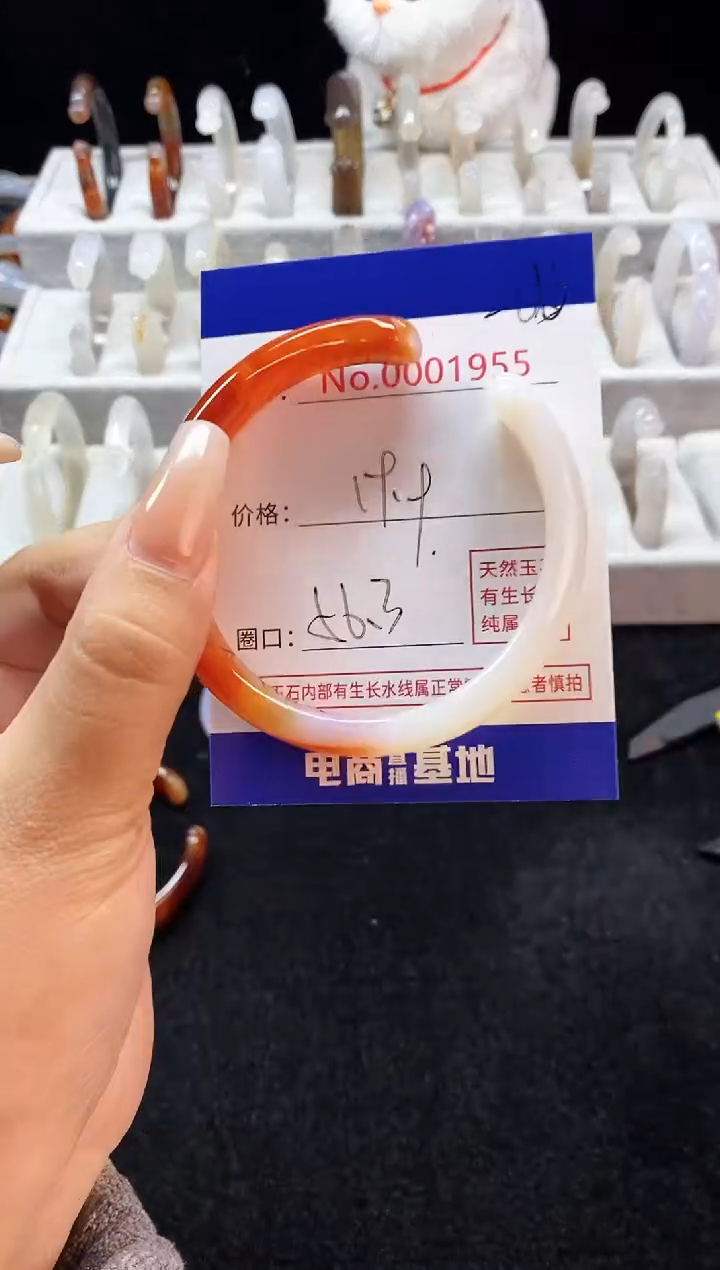 No.0001955
价格：
圈口：56.3
天然玉
有生长
纯属
玉石内部有生长水线属正常 者慎拍
电商直播基地